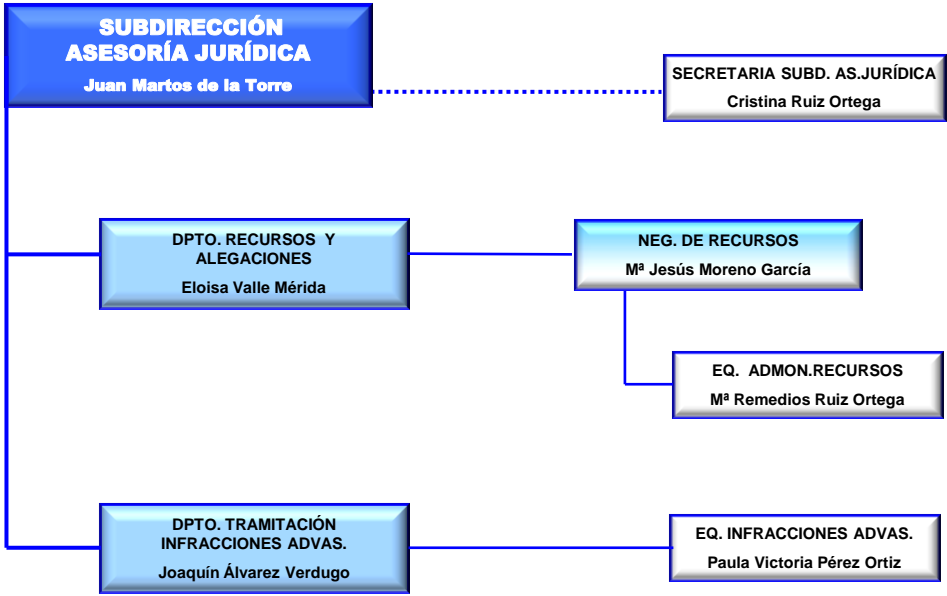 SUBDIRECCIÓN
ASESORÍA JURÍDICA
Juan Martos de la Torre
SECRETARIA SUBD. AS.JURÍDICA
Cristina Ruiz Ortega
DPTO. RECURSOS Y
ALEGACIONES
Eloisa Valle Mérida
NEG. DE RECURSOS
Mª Jesús Moreno García
EQ. ADMON.RECURSOS
Mª Remedios Ruiz Ortega
DPTO. TRAMITACIÓN
INFRACCIONES ADVAS.
Joaquín Álvarez Verdugo
EQ. INFRACCIONES ADVAS.
Paula Victoria Pérez Ortiz